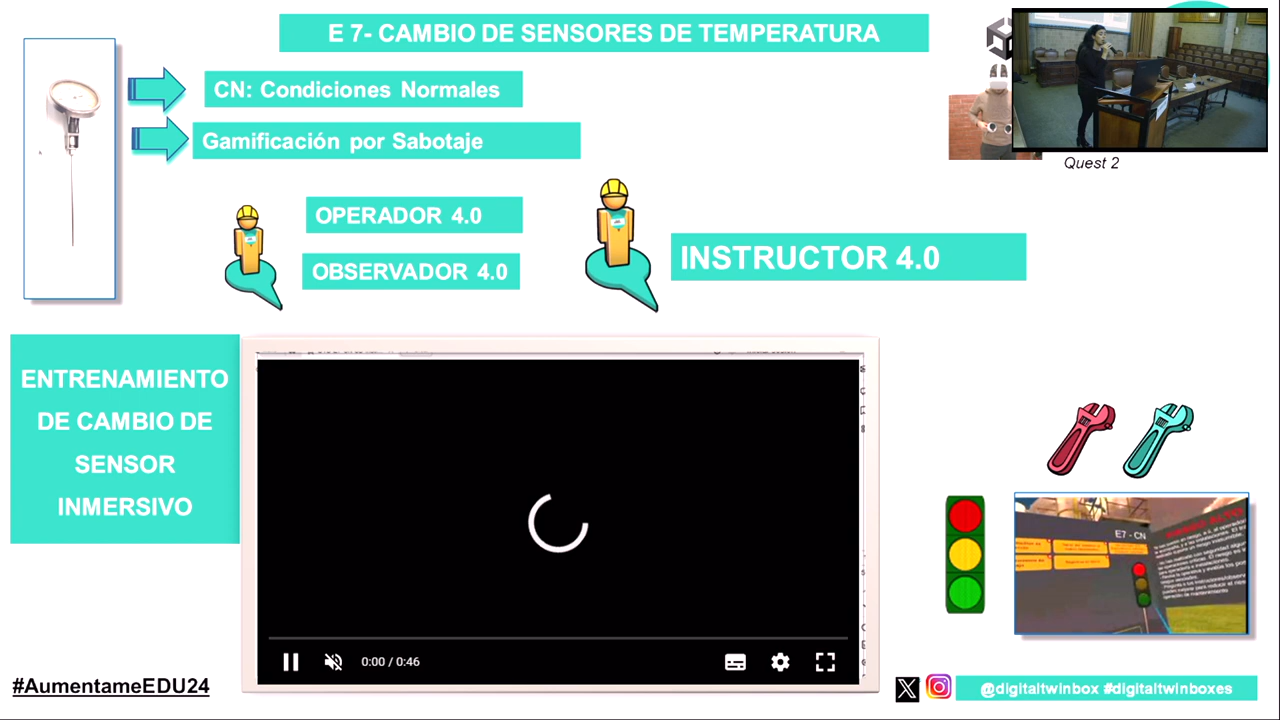 E 7- CAMBIO DE SENSORES DE TEMPERATURA
CN: Condiciones Normales
Gamificación por Sabotaje
Quest 2
OPERADOR 4.0
OBSERVADOR 4.0
INSTRUCTOR 4.0
ENTRENAMIENTO
DE CAMBIO DE
SENSOR
INMERSIVO
0:00 / 0:46
E7 - CN
#AumentameEDU24
@digitaltwinbox #digitaltwinboxes